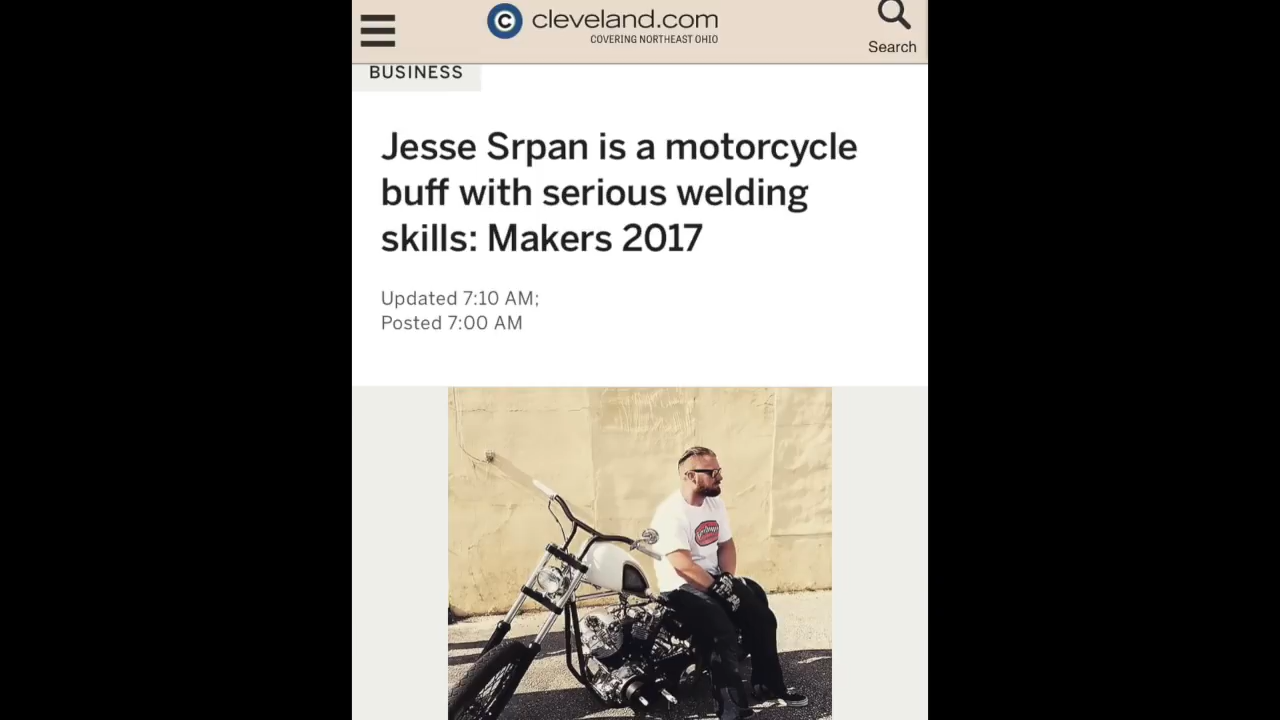 cleveland.com
COVERING NORTHEAST OHIO
Search
BUSINESS
Jesse Srpan is a motorcycle
buff with serious welding
skills: Makers 2017
Updated 7:10 AM;
Posted 7:00 AM